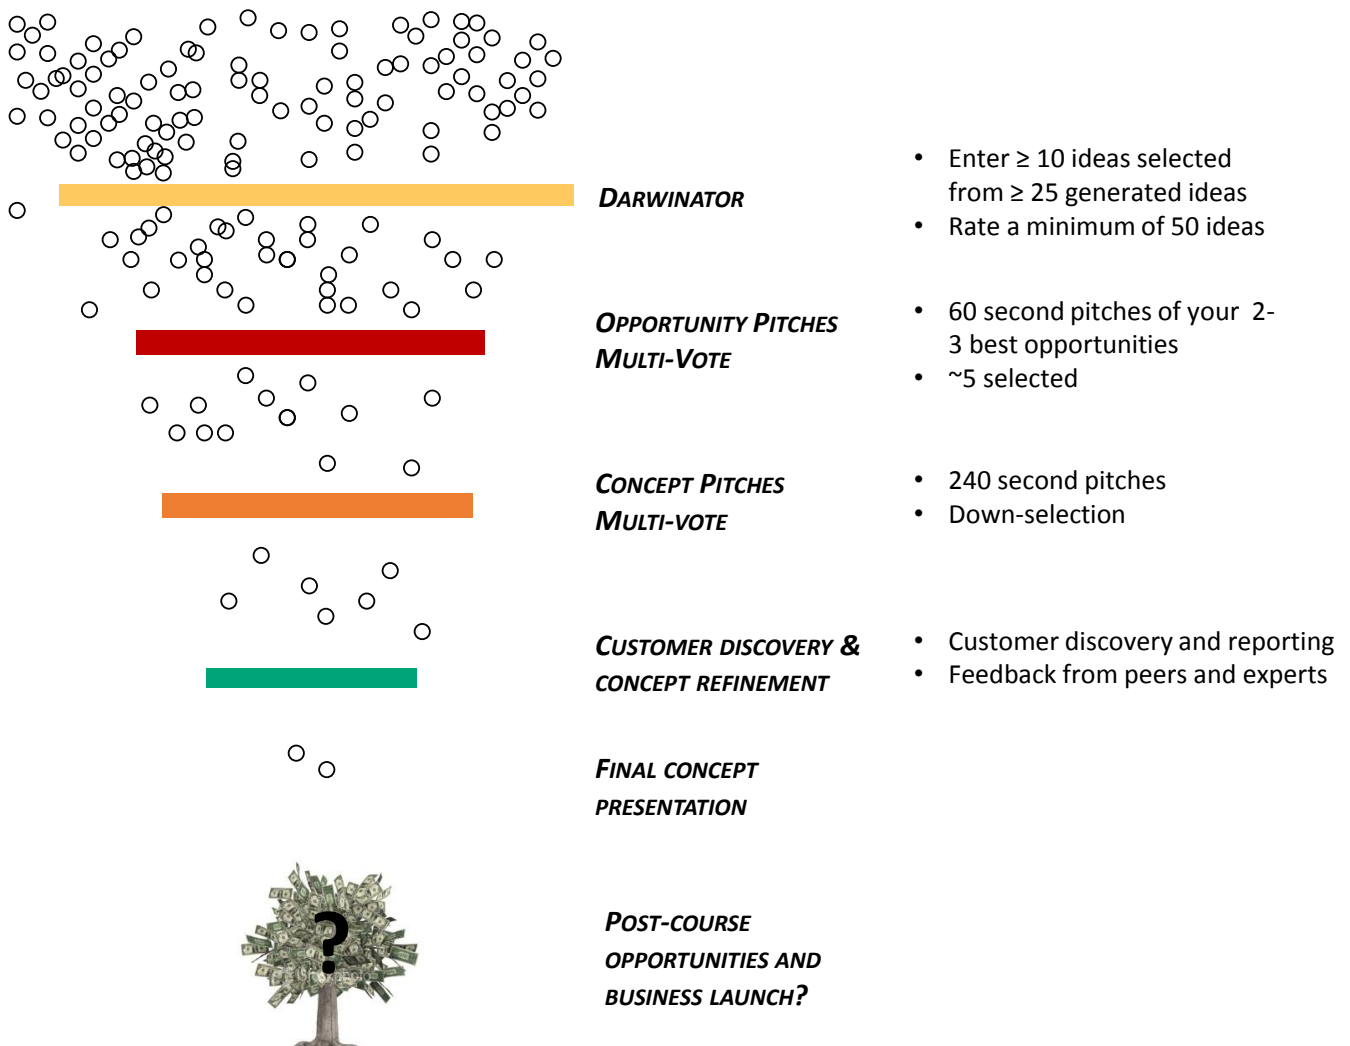 DARWINATOR
• Enter ≥ 10 ideas selected
from ≥ 25 generated ideas
• Rate a minimum of 50 ideas
OPPORTUNITY PITCHES
MULTI-VOTE
• 60 second pitches of your 2-
3 best opportunities
• ~5 selected
CONCEPT PITCHES
MULTI-VOTE
• 240 second pitches
• Down-selection
CUSTOMER DISCOVERY &
CONCEPT REFINEMENT
• Customer discovery and reporting
• Feedback from peers and experts
FINAL CONCEPT
PRESENTATION
?
POST-COURSE
OPPORTUNITIES AND
BUSINESS LAUNCH?